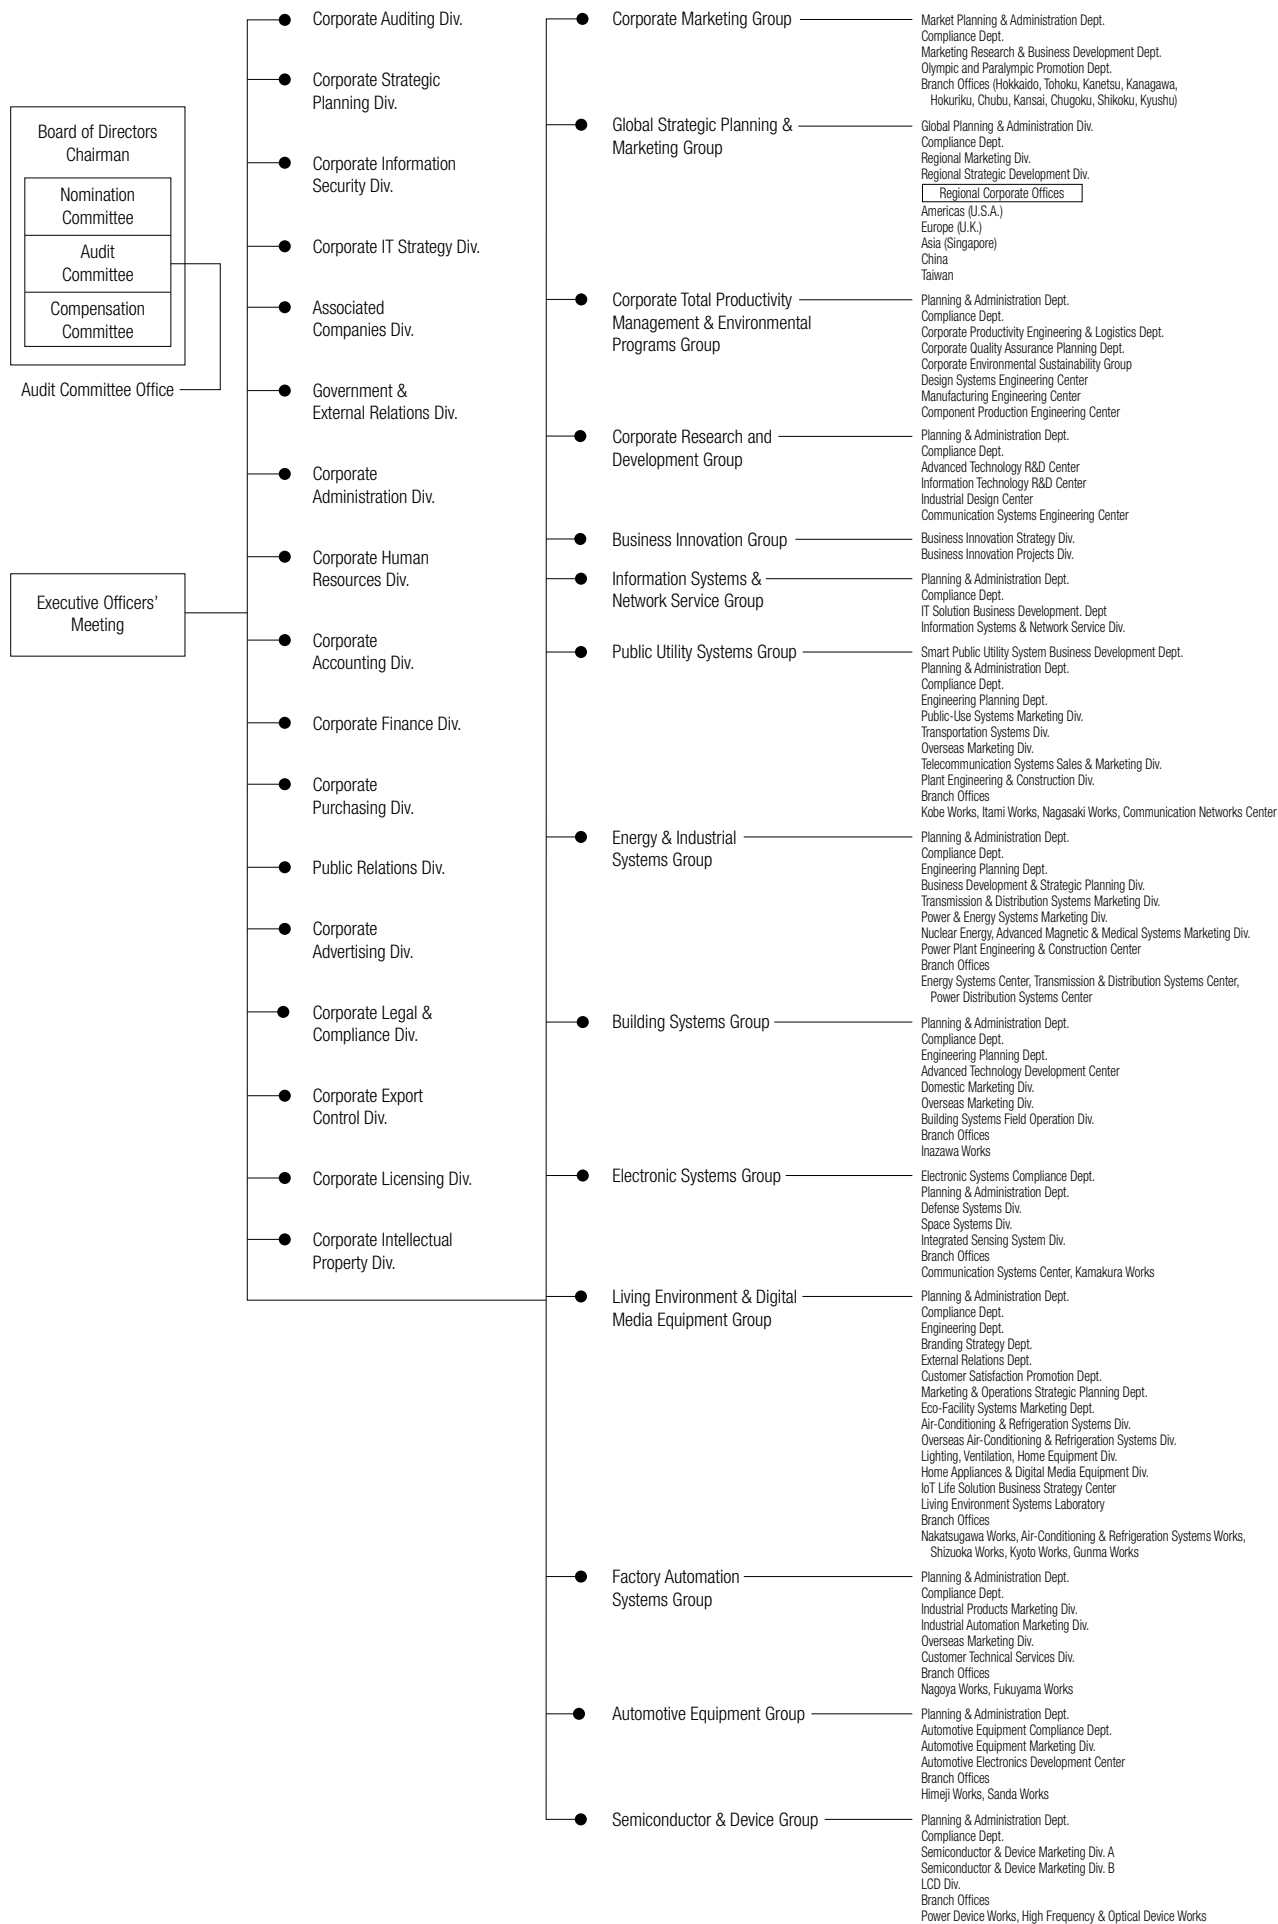 Board of Directors
Chairman
Nomination
Committee
Audit
Committee
Compensation
Committee
Audit Committee Office
Executive Officers’
Meeting
Corporate Auditing Div.
Corporate Strategic
Planning Div.
Corporate Information
Security Div.
Corporate IT Strategy Div.
Associated
Companies Div.
Government &
External Relations Div.
Corporate
Administration Div.
Corporate Human
Resources Div.
Corporate
Accounting Div.
Corporate Finance Div.
Corporate
Purchasing Div.
Public Relations Div.
Corporate
Advertising Div.
Corporate Legal &
Compliance Div.
Corporate Export
Control Div.
Corporate Licensing Div.
Corporate Intellectual
Property Div.
Corporate Marketing Group
Market Planning & Administration Dept.
Compliance Dept.
Marketing Research & Business Development Dept.
Olympic and Paralympic Promotion Dept.
Branch Offices (Hokkaido, Tohoku, Kanetsu, Kanagawa,
Hokuriku, Chubu, Kansai, Chugoku, Shikoku, Kyushu)
Global Strategic Planning &
Marketing Group
Global Planning & Administration Div.
Compliance Dept.
Regional Marketing Div.
Regional Strategic Development Div.
Regional Corporate Offices
Americas (U.S.A.)
Europe (U.K.)
Asia (Singapore)
China
Taiwan
Corporate Total Productivity
Management & Environmental
Programs Group
Planning & Administration Dept.
Compliance Dept.
Corporate Productivity Engineering & Logistics Dept.
Corporate Quality Assurance Planning Dept.
Corporate Environmental Sustainability Group
Design Systems Engineering Center
Manufacturing Engineering Center
Component Production Engineering Center
Corporate Research and
Development Group
Planning & Administration Dept.
Compliance Dept.
Advanced Technology R&D Center
Information Technology R&D Center
Industrial Design Center
Communication Systems Engineering Center
Business Innovation Group
Business Innovation Strategy Div.
Business Innovation Projects Div.
Information Systems &
Network Service Group
Planning & Administration Dept.
Compliance Dept.
IT Solution Business Development. Dept
Information Systems & Network Service Div.
Public Utility Systems Group
Smart Public Utility System Business Development Dept.
Planning & Administration Dept.
Compliance Dept.
Engineering Planning Dept.
Public-Use Systems Marketing Div.
Transportation Systems Div.
Overseas Marketing Div.
Telecommunication Systems Sales & Marketing Div.
Plant Engineering & Construction Div.
Branch Offices
Kobe Works, Itami Works, Nagasaki Works, Communication Networks Center
Energy & Industrial
Systems Group
Planning & Administration Dept.
Compliance Dept.
Engineering Planning Dept.
Business Development & Strategic Planning Div.
Transmission & Distribution Systems Marketing Div.
Power & Energy Systems Marketing Div.
Nuclear Energy, Advanced Magnetic & Medical Systems Marketing Div.
Power Plant Engineering & Construction Center
Branch Offices
Energy Systems Center, Transmission & Distribution Systems Center,
Power Distribution Systems Center
Building Systems Group
Planning & Administration Dept.
Compliance Dept.
Engineering Planning Dept.
Advanced Technology Development Center
Domestic Marketing Div.
Overseas Marketing Div.
Building Systems Field Operation Div.
Branch Offices
Inazawa Works
Electronic Systems Group
Electronic Systems Compliance Dept.
Planning & Administration Dept.
Defense Systems Div.
Space Systems Div.
Integrated Sensing System Div.
Branch Offices
Communication Systems Center, Kamakura Works
Living Environment & Digital
Media Equipment Group
Planning & Administration Dept.
Compliance Dept.
Engineering Dept.
Branding Strategy Dept.
External Relations Dept.
Customer Satisfaction Promotion Dept.
Marketing & Operations Strategic Planning Dept.
Eco-Facility Systems Marketing Dept.
Air-Conditioning & Refrigeration Systems Div.
Overseas Air-Conditioning & Refrigeration Systems Div.
Lighting, Ventilation, Home Equipment Div.
Home Appliances & Digital Media Equipment Div.
IoT Life Solution Business Strategy Center
Living Environment Systems Laboratory
Branch Offices
Nakatsugawa Works, Air-Conditioning & Refrigeration Systems Works,
Shizuoka Works, Kyoto Works, Gunma Works
Factory Automation
Systems Group
Planning & Administration Dept.
Compliance Dept.
Industrial Products Marketing Div.
Industrial Automation Marketing Div.
Overseas Marketing Div.
Customer Technical Services Div.
Branch Offices
Nagoya Works, Fukuyama Works
Automotive Equipment Group
Planning & Administration Dept.
Automotive Equipment Compliance Dept.
Automotive Equipment Marketing Div.
Automotive Electronics Development Center
Branch Offices
Himeji Works, Sanda Works
Semiconductor & Device Group
Planning & Administration Dept.
Compliance Dept.
Semiconductor & Device Marketing Div. A
Semiconductor & Device Marketing Div. B
LCD Div.
Branch Offices
Power Device Works, High Frequency & Optical Device Works